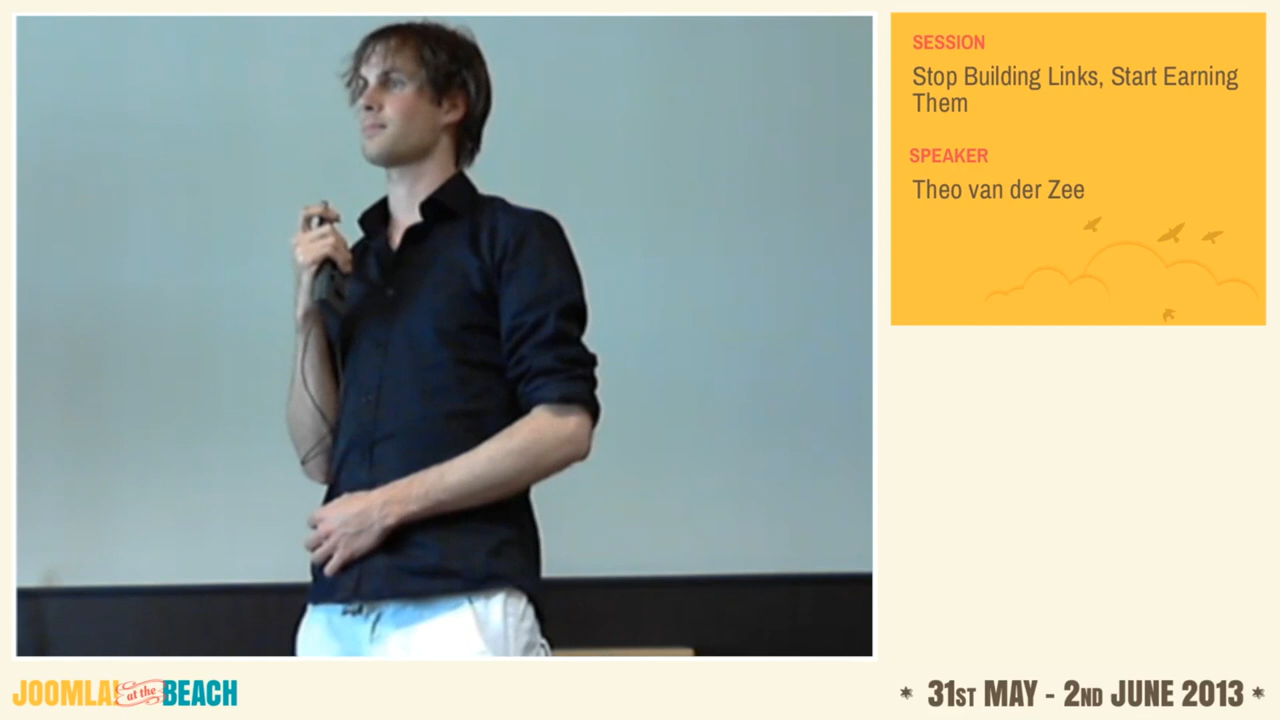 SESSION
Stop Building Links, Start Earning
Them
SPEAKER
Theo van der Zee
JOOMLA! at the BEACH
* 31ST MAY - 2ND JUNE 2013 *